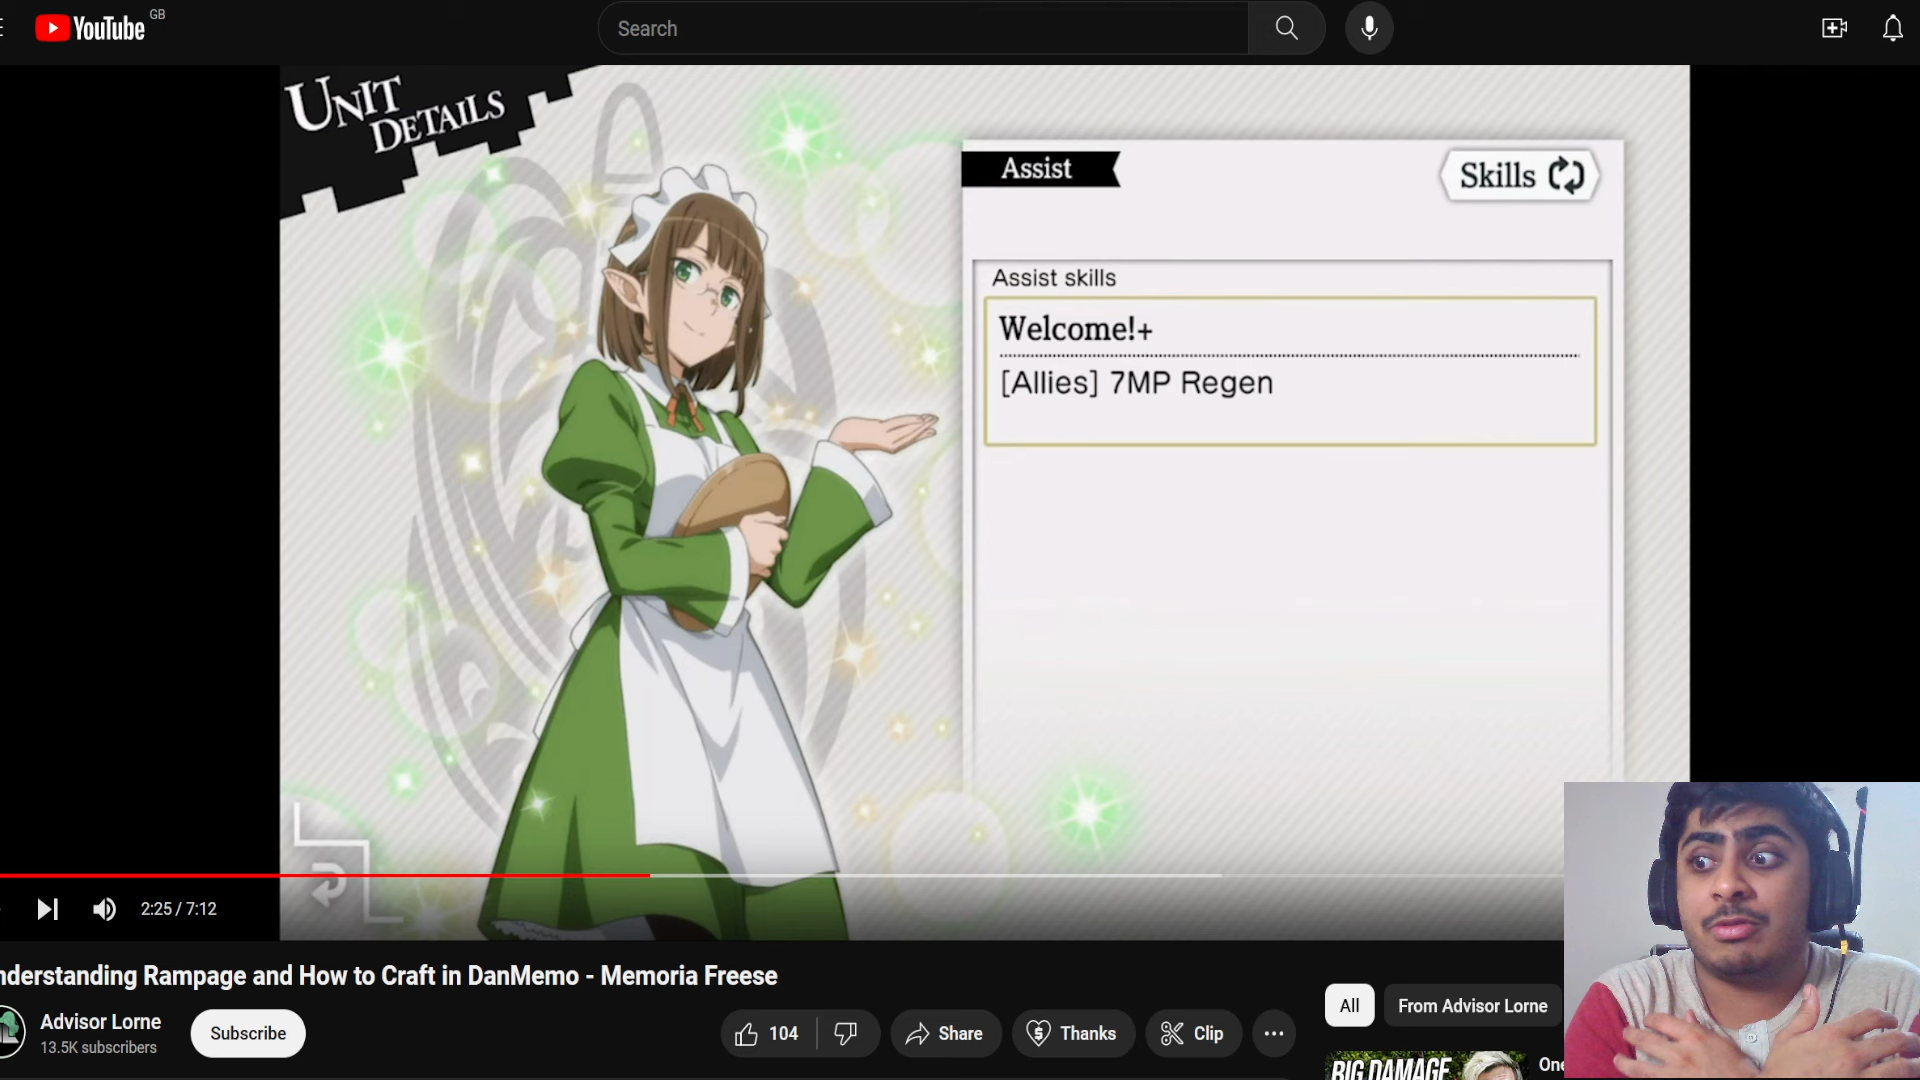 YouTube GB
Search
UNIT
DETAILS
Assist
Skills
Assist skills
Welcome!+
[Allies] 7MP Regen
2:25 / 7:12
nderstanding Rampage and How to Craft in DanMemo - Memoria Freese
Advisor Lorne
13.5K subscribers
Subscribe
104
Share
Thanks
Clip
All
From Advisor Lorne
BIG DAMAGE
One